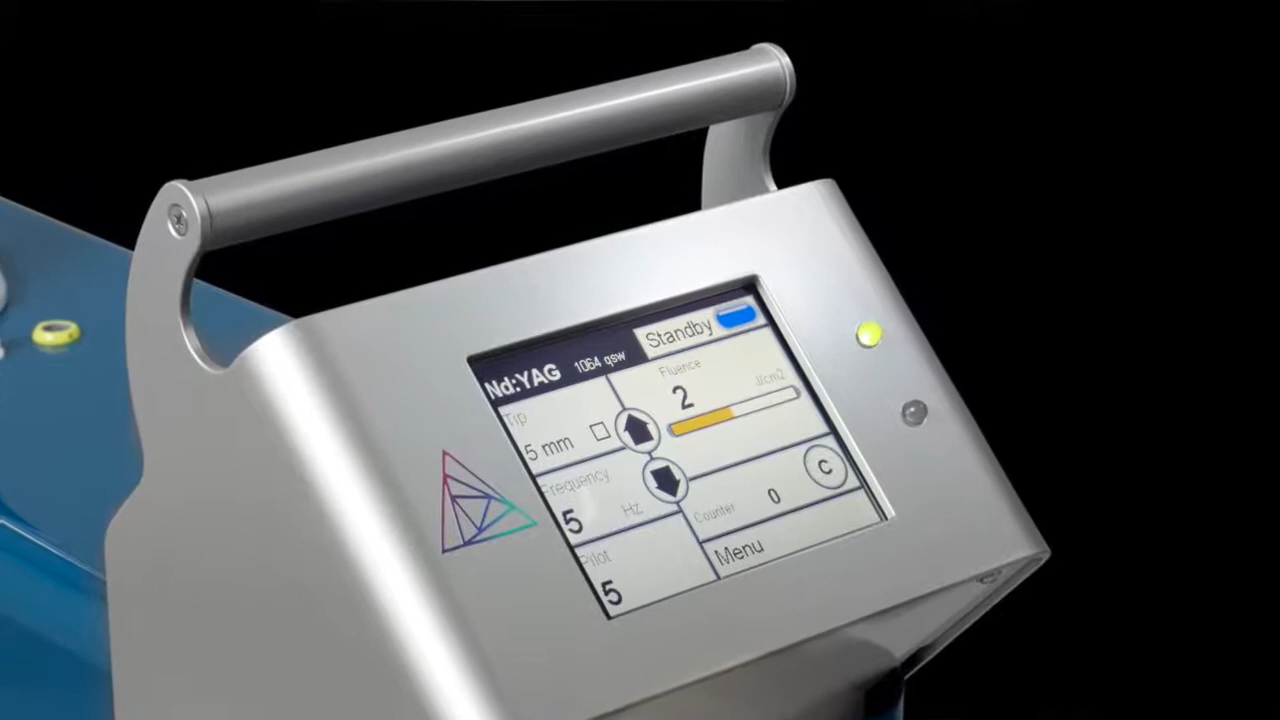 Nd:YAG 1064 qsw
Standby
Tip
5 mm
Fluence
2
J/cm2
Frequency
5 Hz
Counter 0
C
Pilot
5
Menu